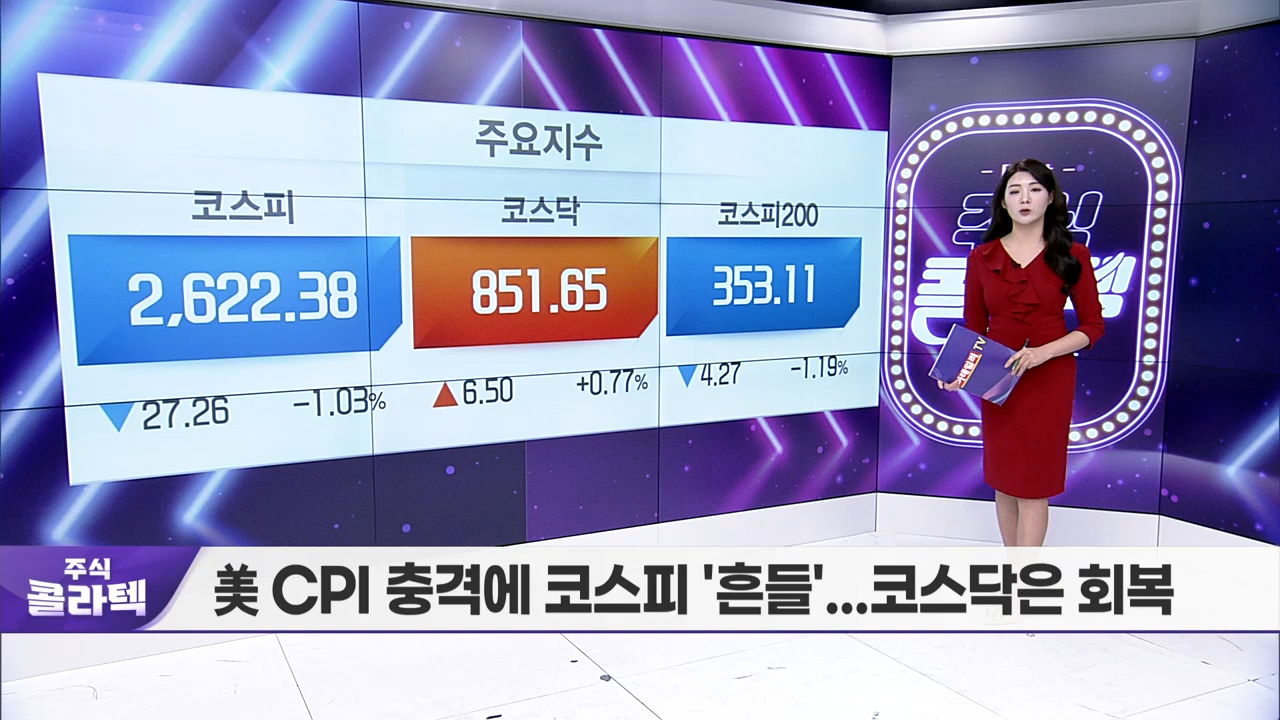 주요지수
코스피
코스닥
코스피200
2,622.38
851.65
353.11
▼27.26 -1.03%
▲6.50 +0.77%
▼4.27 -1.19%
TV
주식
콜라텍
美 CPI 충격에 코스피 '흔들'...코스닥은 회복